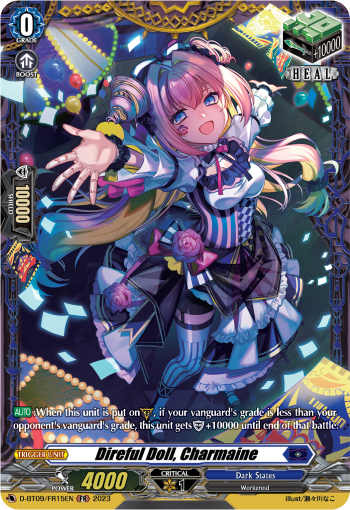 0
GRADE
+10000
HEAL
BOOST
10000
SHIELD
AUTO :When this unit is put on , if your vanguard's grade is less than your
opponent's vanguard's grade, this unit gets +10000 until end of that battle.
TRIGGER UNIT
Direful Doll, Charmaine
POWER 4000
CRITICAL
1
Dark States
Workeroid
D-BT09/FR15EN FR 2023
illust/瀬々川なこ